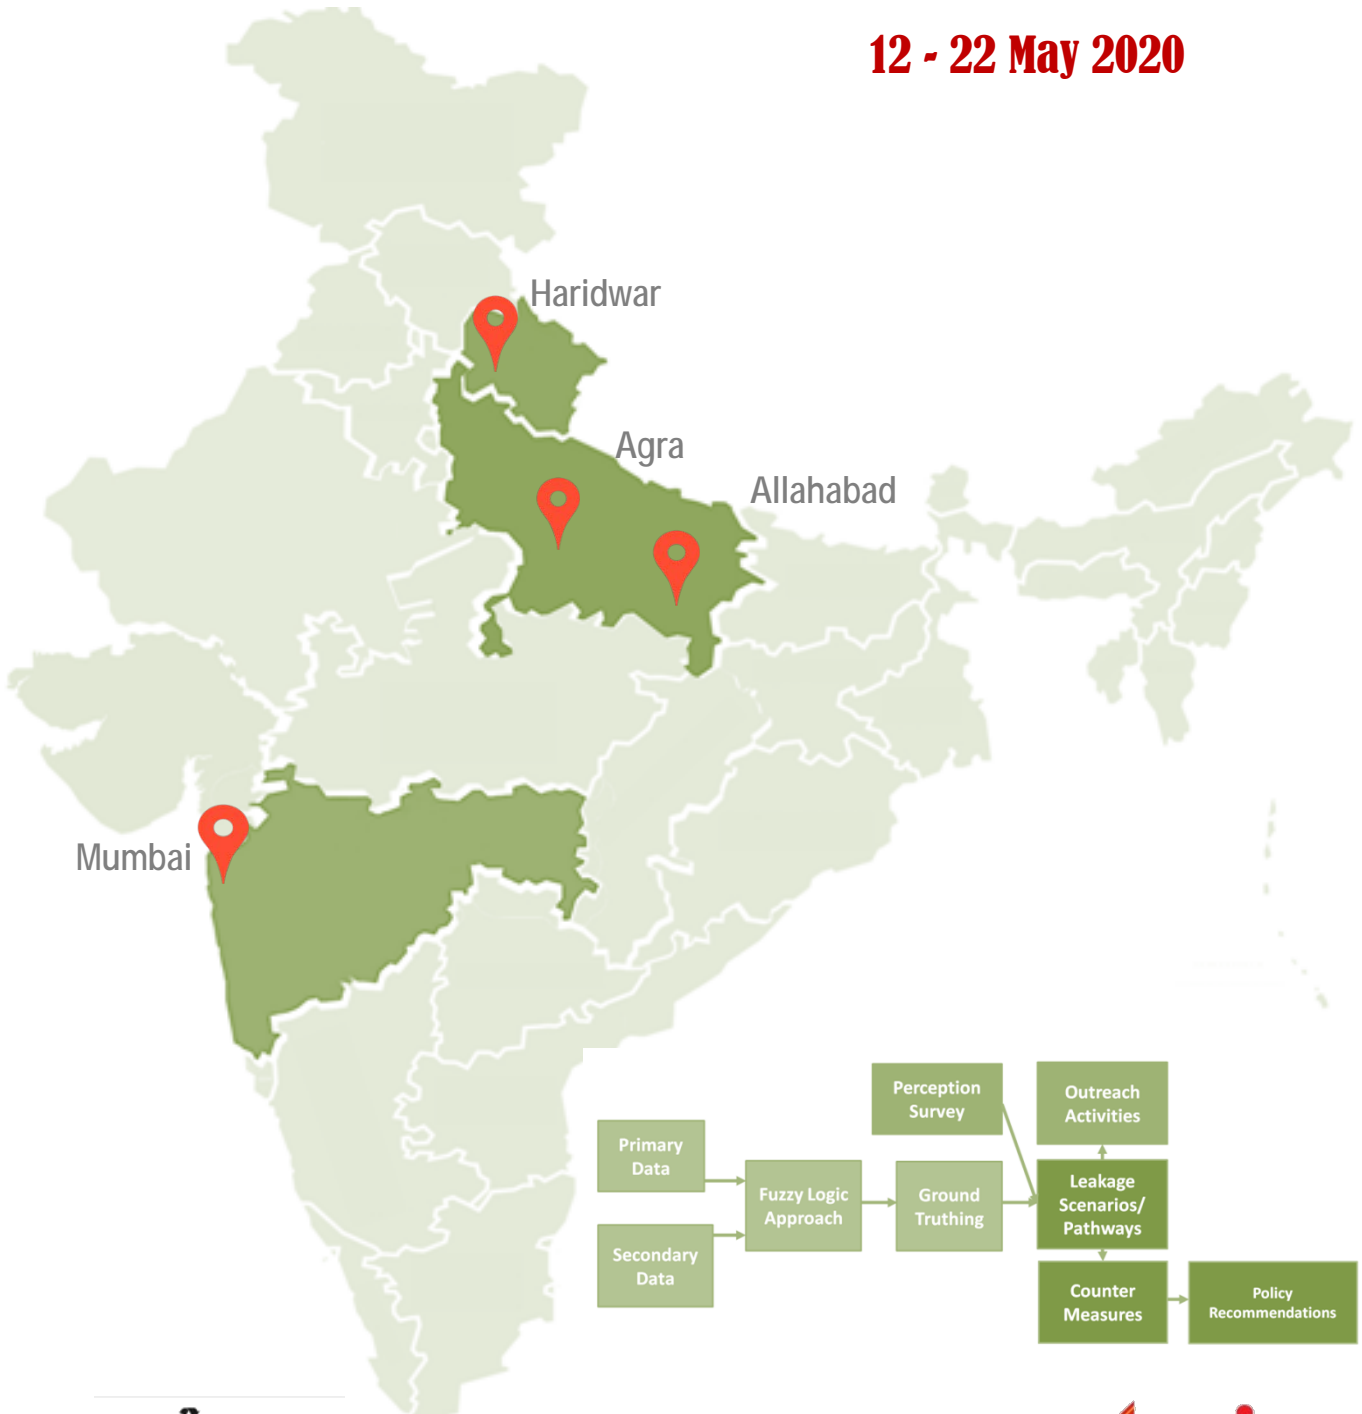 12 - 22 May 2020
Haridwar
Agra
Allahabad
Mumbai
Perception
Survey
Outreach
Activities
Primary
Data
Fuzzy Logic
Approach
Ground
Truthing
Leakage
Scenarios/
Pathways
Secondary
Data
Counter
Measures
Policy
Recommendations